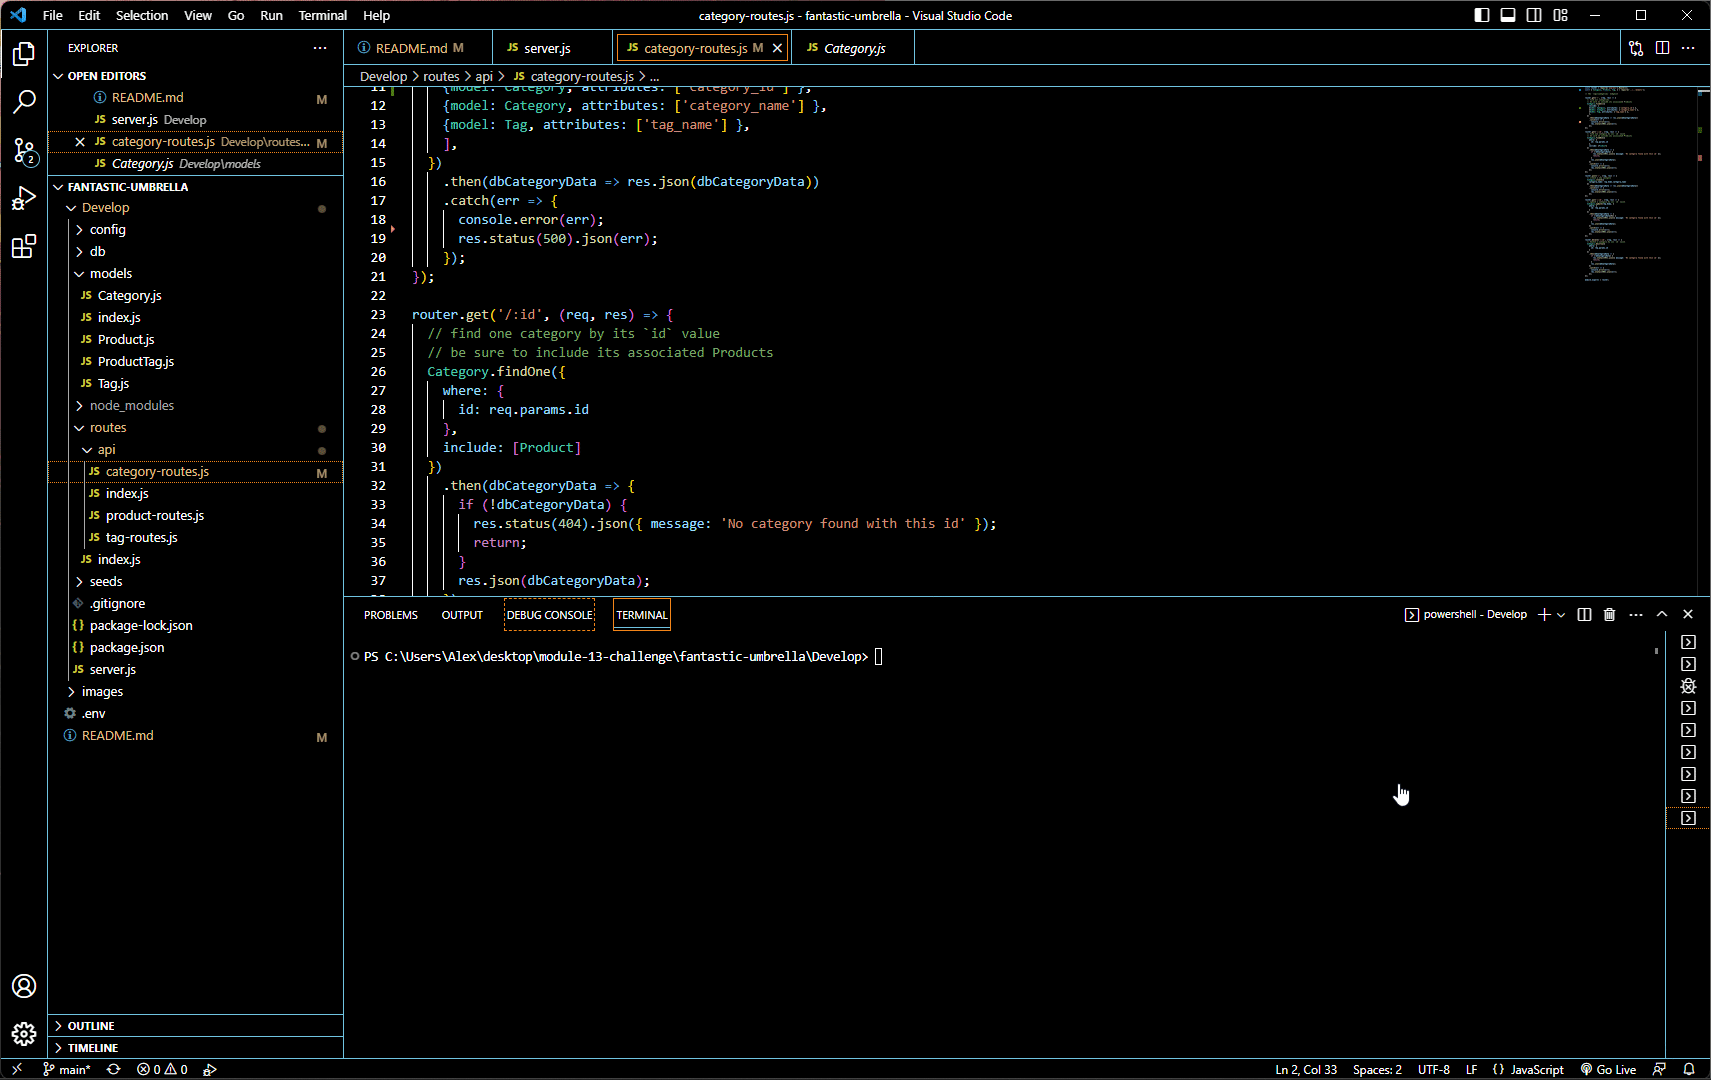 File Edit Selection View Go Run Terminal Help
category-routes.js - fantastic-umbrella - Visual Studio Code
EXPLORER
OPEN EDITORS
README.md M
server.js Develop
category-routes.js Develop\routes... M
Category.js Develop\models
FANTASTIC-UMBRELLA
Develop
config
db
models
JS Category.js
JS index.js
JS Product.js
JS ProductTag.js
JS Tag.js
node_modules
routes
api
JS category-routes.js M
JS index.js
JS product-routes.js
JS tag-routes.js
JS index.js
seeds
.gitignore
{} package-lock.json
{} package.json
JS server.js
images
.env
README.md M
OUTLINE
TIMELINE
README.md M JS server.js JS category-routes.js M JS Category.js
Develop > routes > api > JS category-routes.js > ...
11 {model: Category, attributes: ['category_id'] },
12 {model: Category, attributes: ['category_name'] },
13 {model: Tag, attributes: ['tag_name'] },
14 ],
15 })
16 .then(dbCategoryData => res.json(dbCategoryData))
17 .catch(err => {
18 console.error(err);
19 res.status(500).json(err);
20 });
21 });
22
23 router.get('/:id', (req, res) => {
24 // find one category by its `id` value
25 // be sure to include its associated Products
26 Category.findOne({
27 where: {
28 id: req.params.id
29 },
30 include: [Product]
31 })
32 .then(dbCategoryData => {
33 if (!dbCategoryData) {
34 res.status(404).json({ message: 'No category found with this id' });
35 return;
36 }
37 res.json(dbCategoryData);
PROBLEMS OUTPUT DEBUG CONSOLE TERMINAL
powershell - Develop
PS C:\Users\Alex\desktop\module-13-challenge\fantastic-umbrella\Develop>
2
main* 0 0
Ln 2, Col 33 Spaces: 2 UTF-8 LF {} JavaScript Go Live